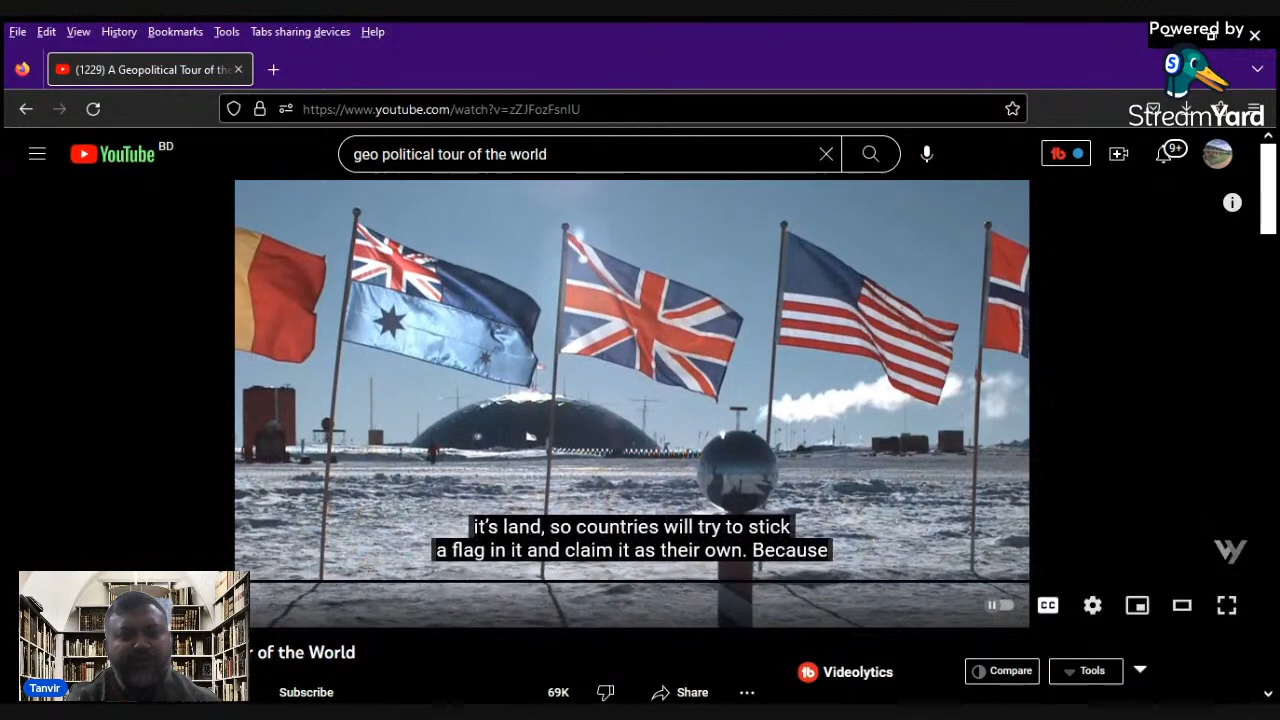 Powered by
File Edit View History Bookmarks Tools Tabs sharing devices Help
StreamYard
(1229) A Geopolitical Tour of the
https://www.youtube.com/watch?v=zZJFozFsnIU
YouTube BD
geo political tour of the world
9+
it's land, so countries will try to stick
a flag in it and claim it as their own. Because
CC
of the World
Videolytics
Compare
Tools
Tanvir
Subscribe
69K
Share